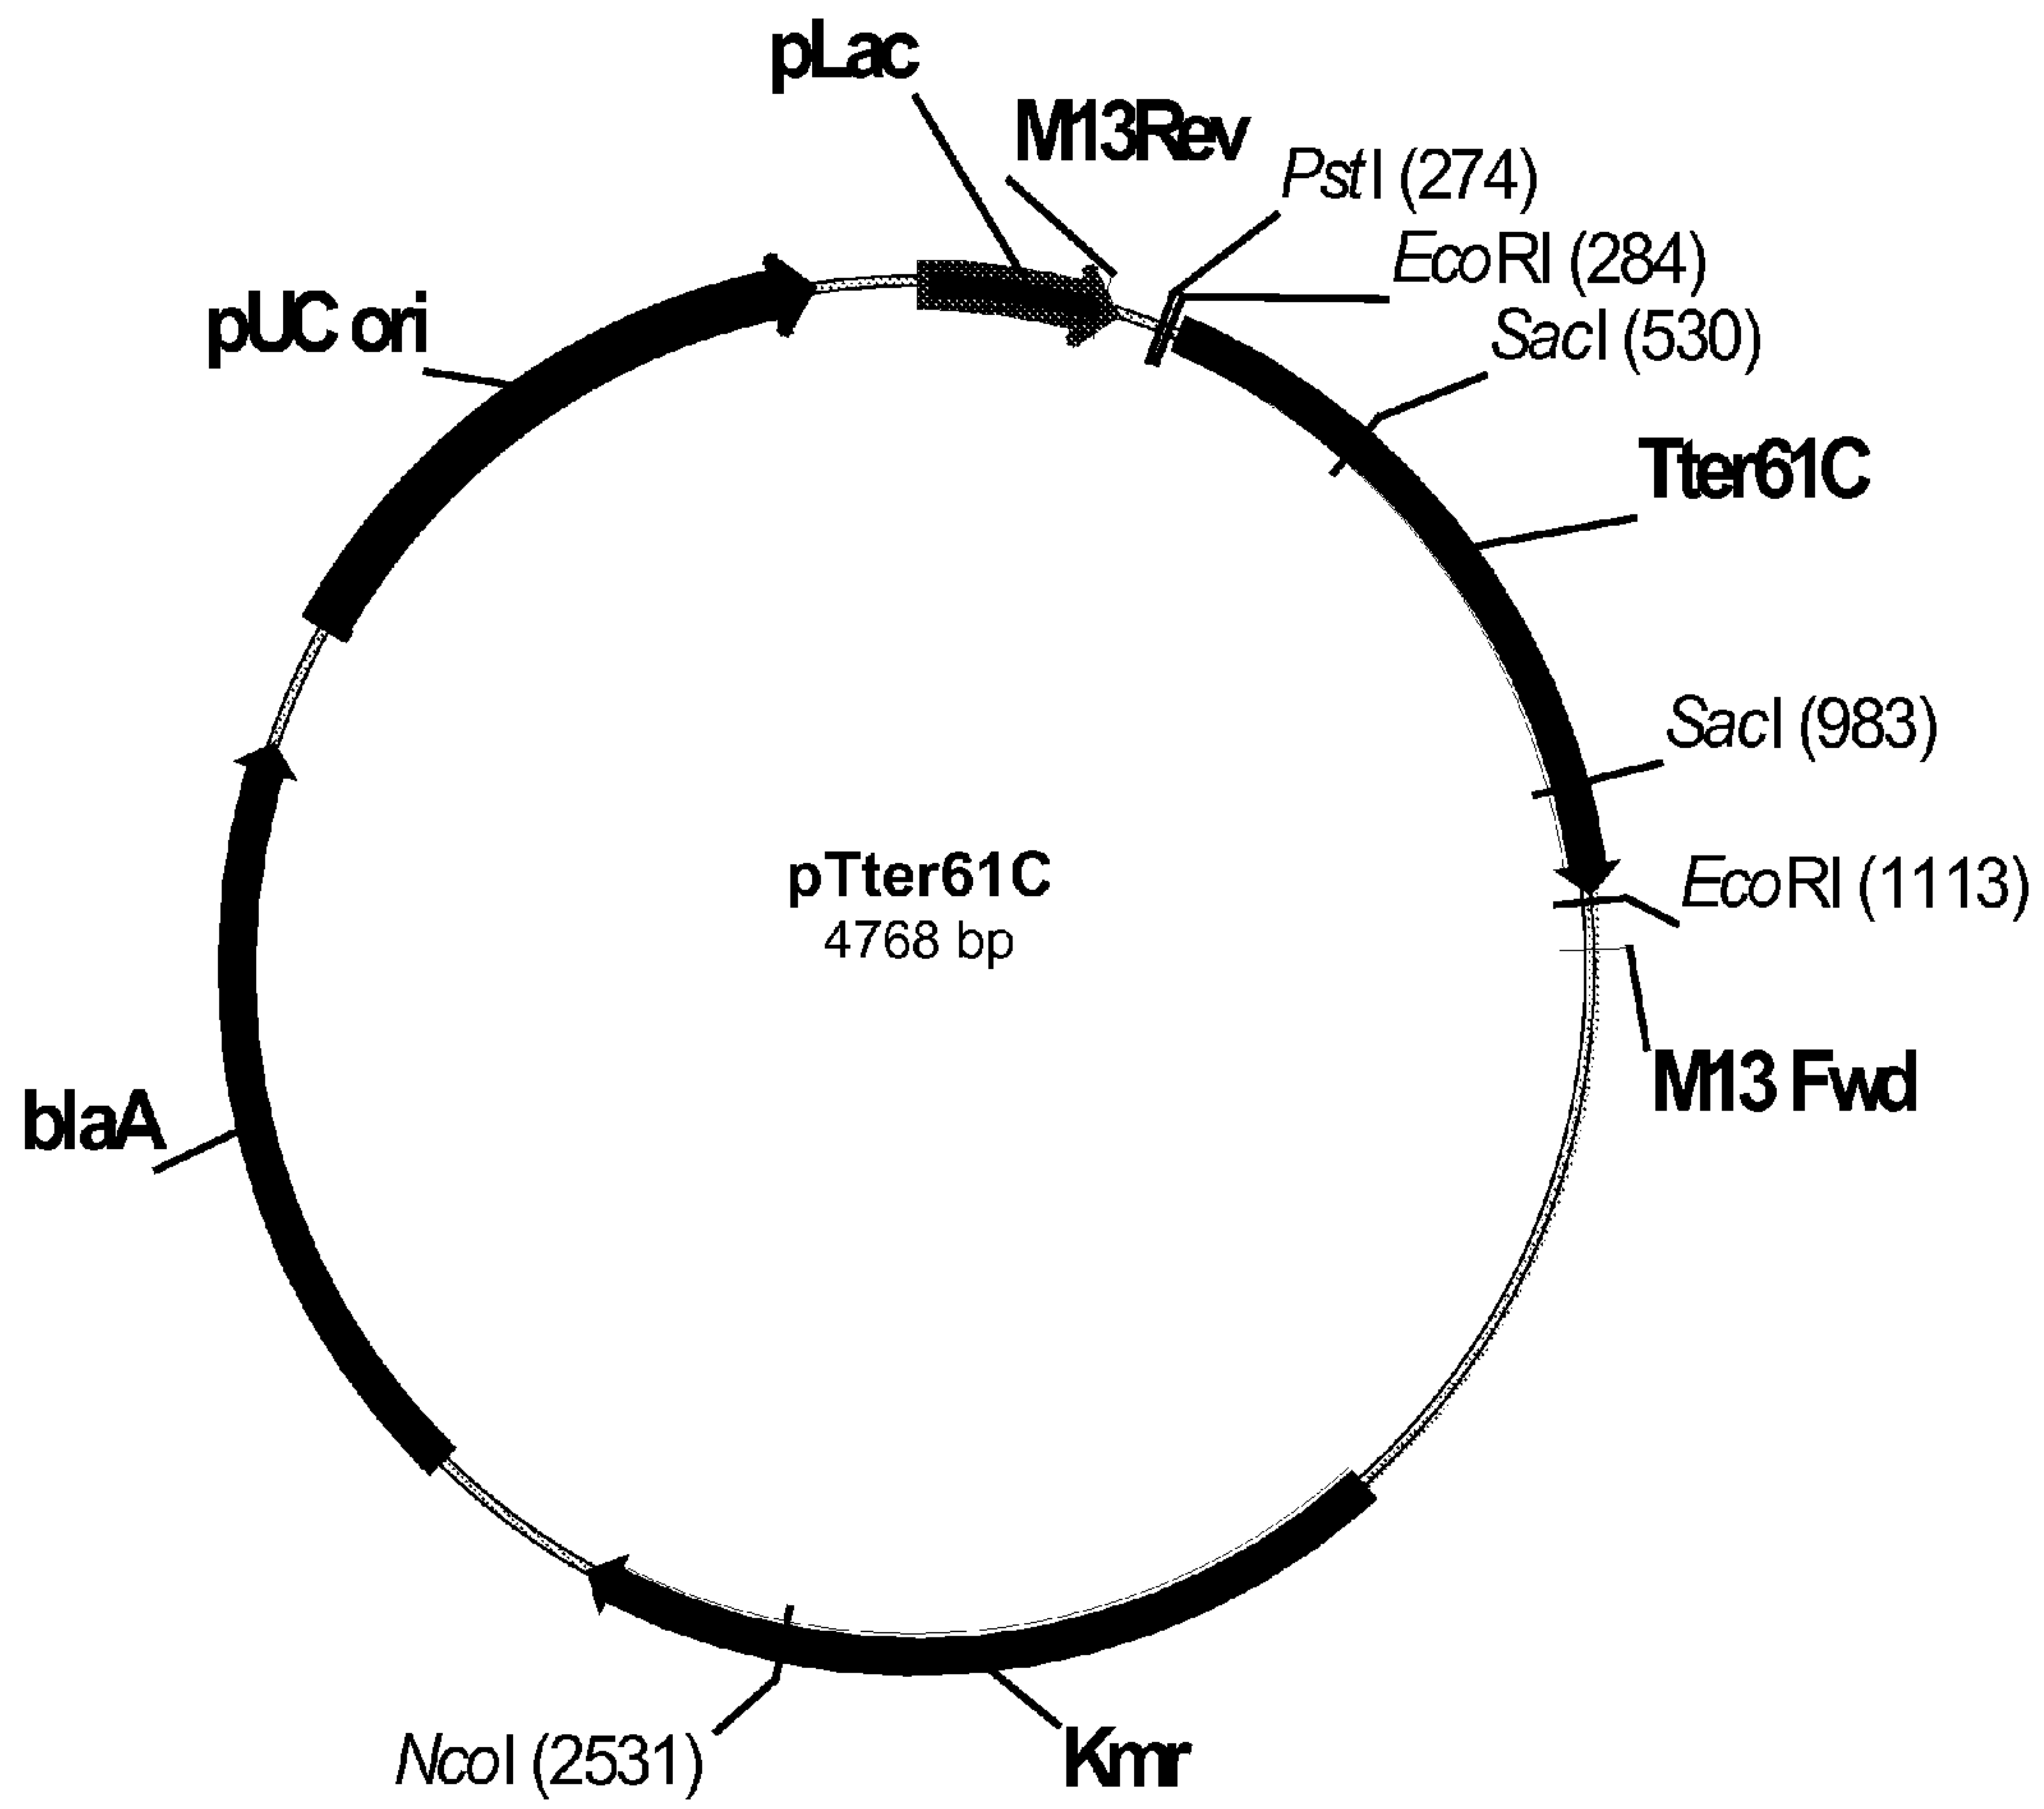 pLac
M13Rev
PstI (274)
EcoRI (284)
SacI (530)
pUC ori
Tter61C
SacI (983)
pTter61C
4768 bp
EcoRI (1113)
M13 Fwd
blaA
NcoI (2531)
Kmr